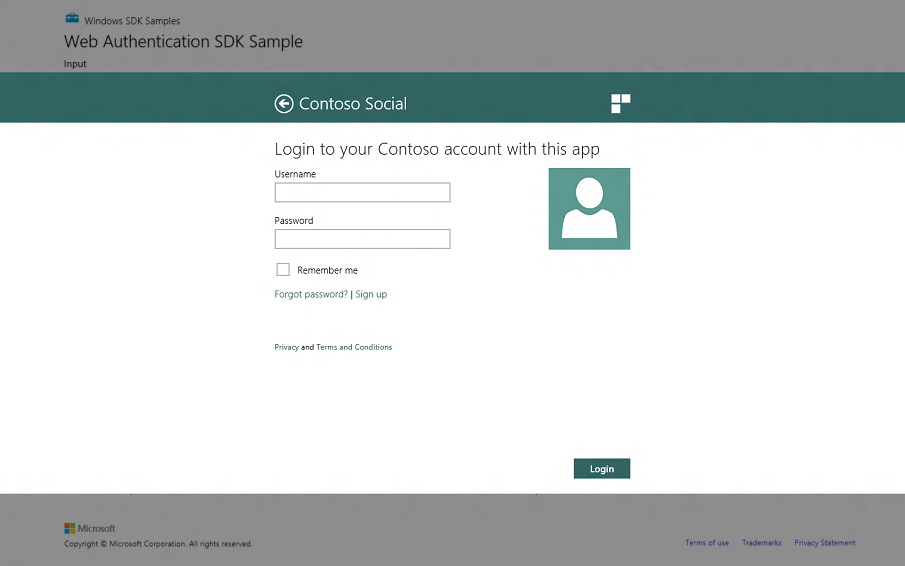 Windows SDK Samples
Web Authentication SDK Sample
Input
Contoso Social
Login to your Contoso account with this app
Username
Password
Remember me
Forgot password? | Sign up
Privacy and Terms and Conditions
Login
Microsoft
Copyright © Microsoft Corporation. All rights reserved.
Terms of use Trademarks Privacy Statement